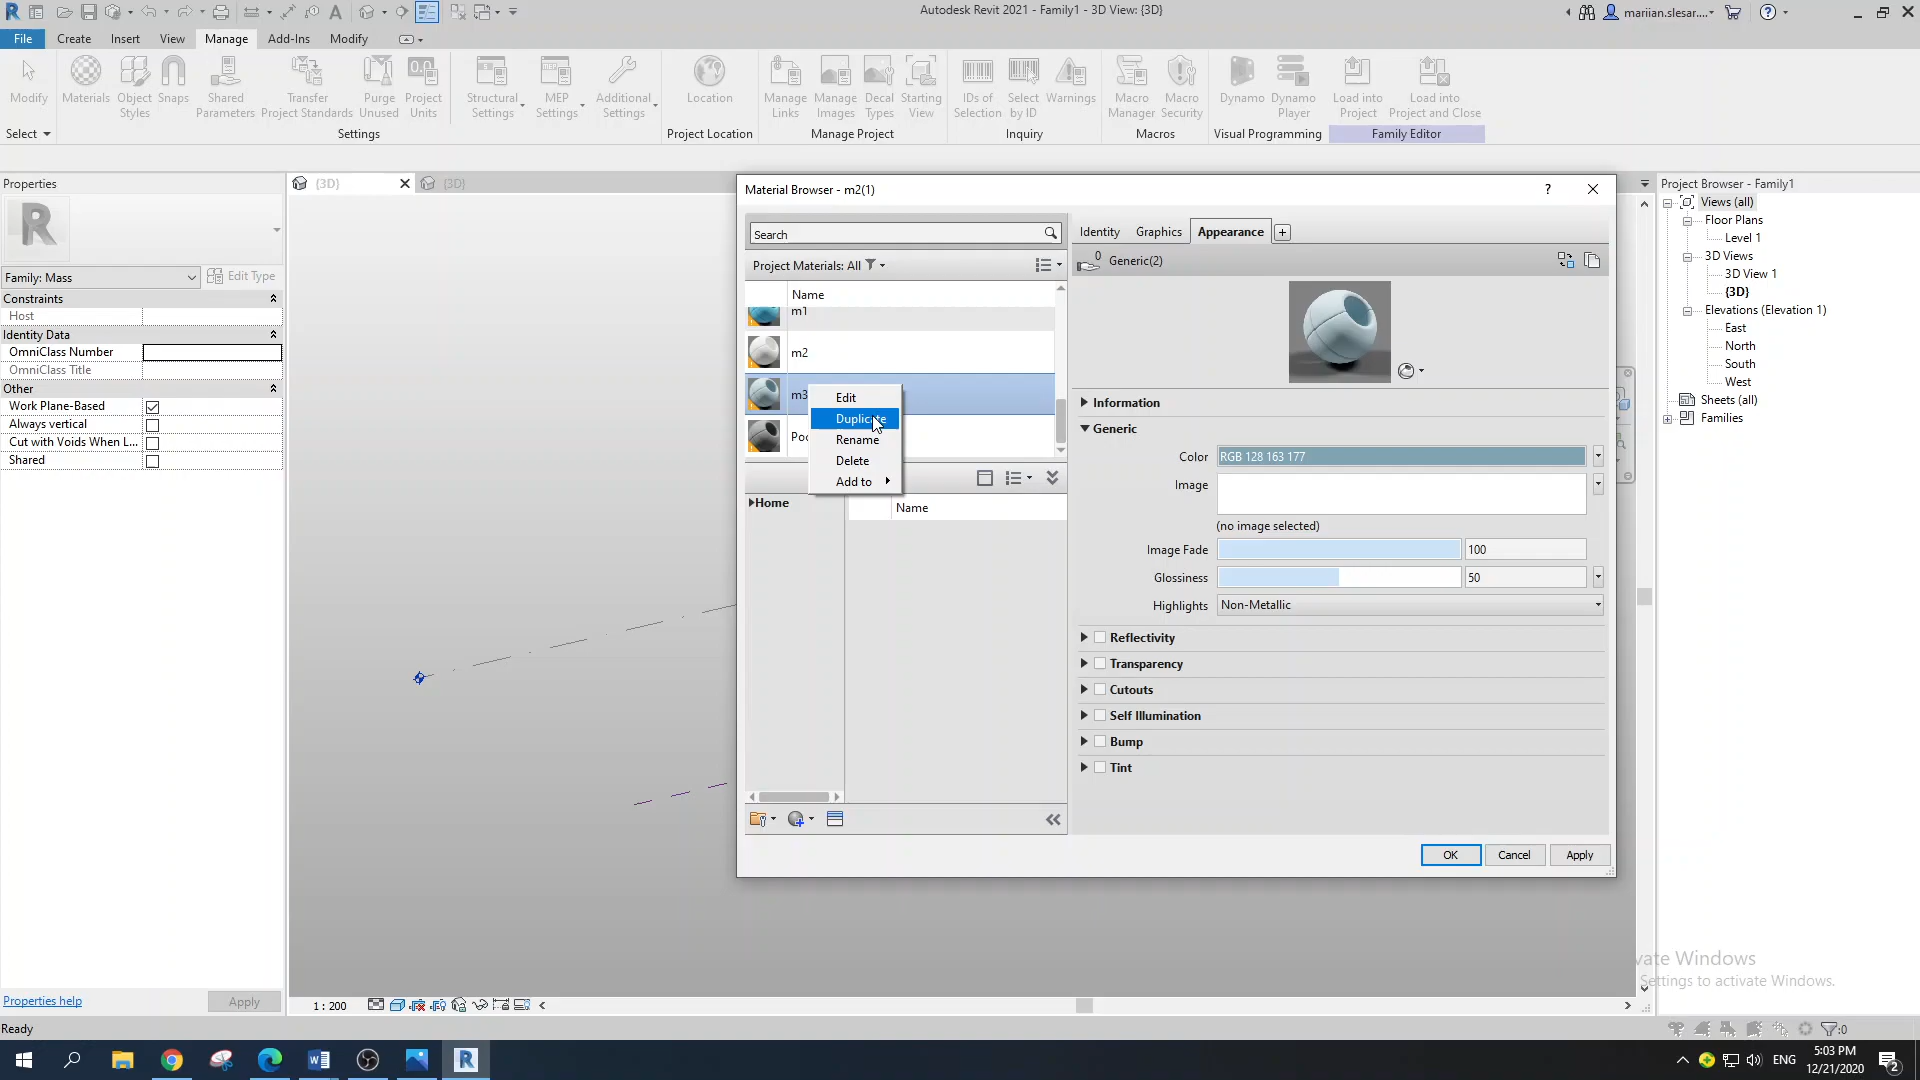 Autodesk Revit 2021 - Family1 - 3D View: {3D}
mariian.slesar....
File
Create
Insert
View
Manage
Add-Ins
Modify
Modify
Materials
Object
Styles
Snaps
Shared
Parameters
Transfer
Project Standards
Purge
Unused
Project
Units
Structural
Settings
MEP
Settings
Additional
Settings
Location
Manage
Links
Manage
Images
Decal
Types
Starting
View
IDs of
Selection
Select
by ID
Warnings
Macro
Manager
Macro
Security
Dynamo
Dynamo
Player
Load into
Project
Load into
Project and Close
Select
Settings
Project Location
Manage Project
Inquiry
Macros
Visual Programming
Family Editor
Properties
Family: Mass
Edit Type
Constraints
Host
Identity Data
OmniClass Number
OmniClass Title
Other
Work Plane-Based
Always vertical
Cut with Voids When L...
Shared
Properties help
Apply
{3D}
{3D}
Material Browser - m2(1)
?
Search
Project Materials: All
Name
m1
m2
m3
Edit
Duplicate
Rename
Delete
Add to
Home
Name
Identity
Graphics
Appearance
0
Generic(2)
Information
Generic
Color
RGB 128 163 177
Image
(no image selected)
Image Fade
100
Glossiness
50
Highlights
Non-Metallic
Reflectivity
Transparency
Cutouts
Self Illumination
Bump
Tint
OK
Cancel
Apply
Project Browser - Family1
Views (all)
Floor Plans
Level 1
3D Views
3D View 1
{3D}
Elevations (Elevation 1)
East
North
South
West
Sheets (all)
Families
vate Windows
Settings to activate Windows.
1 : 200
Ready
:0
ENG
5:03 PM
12/21/2020
2